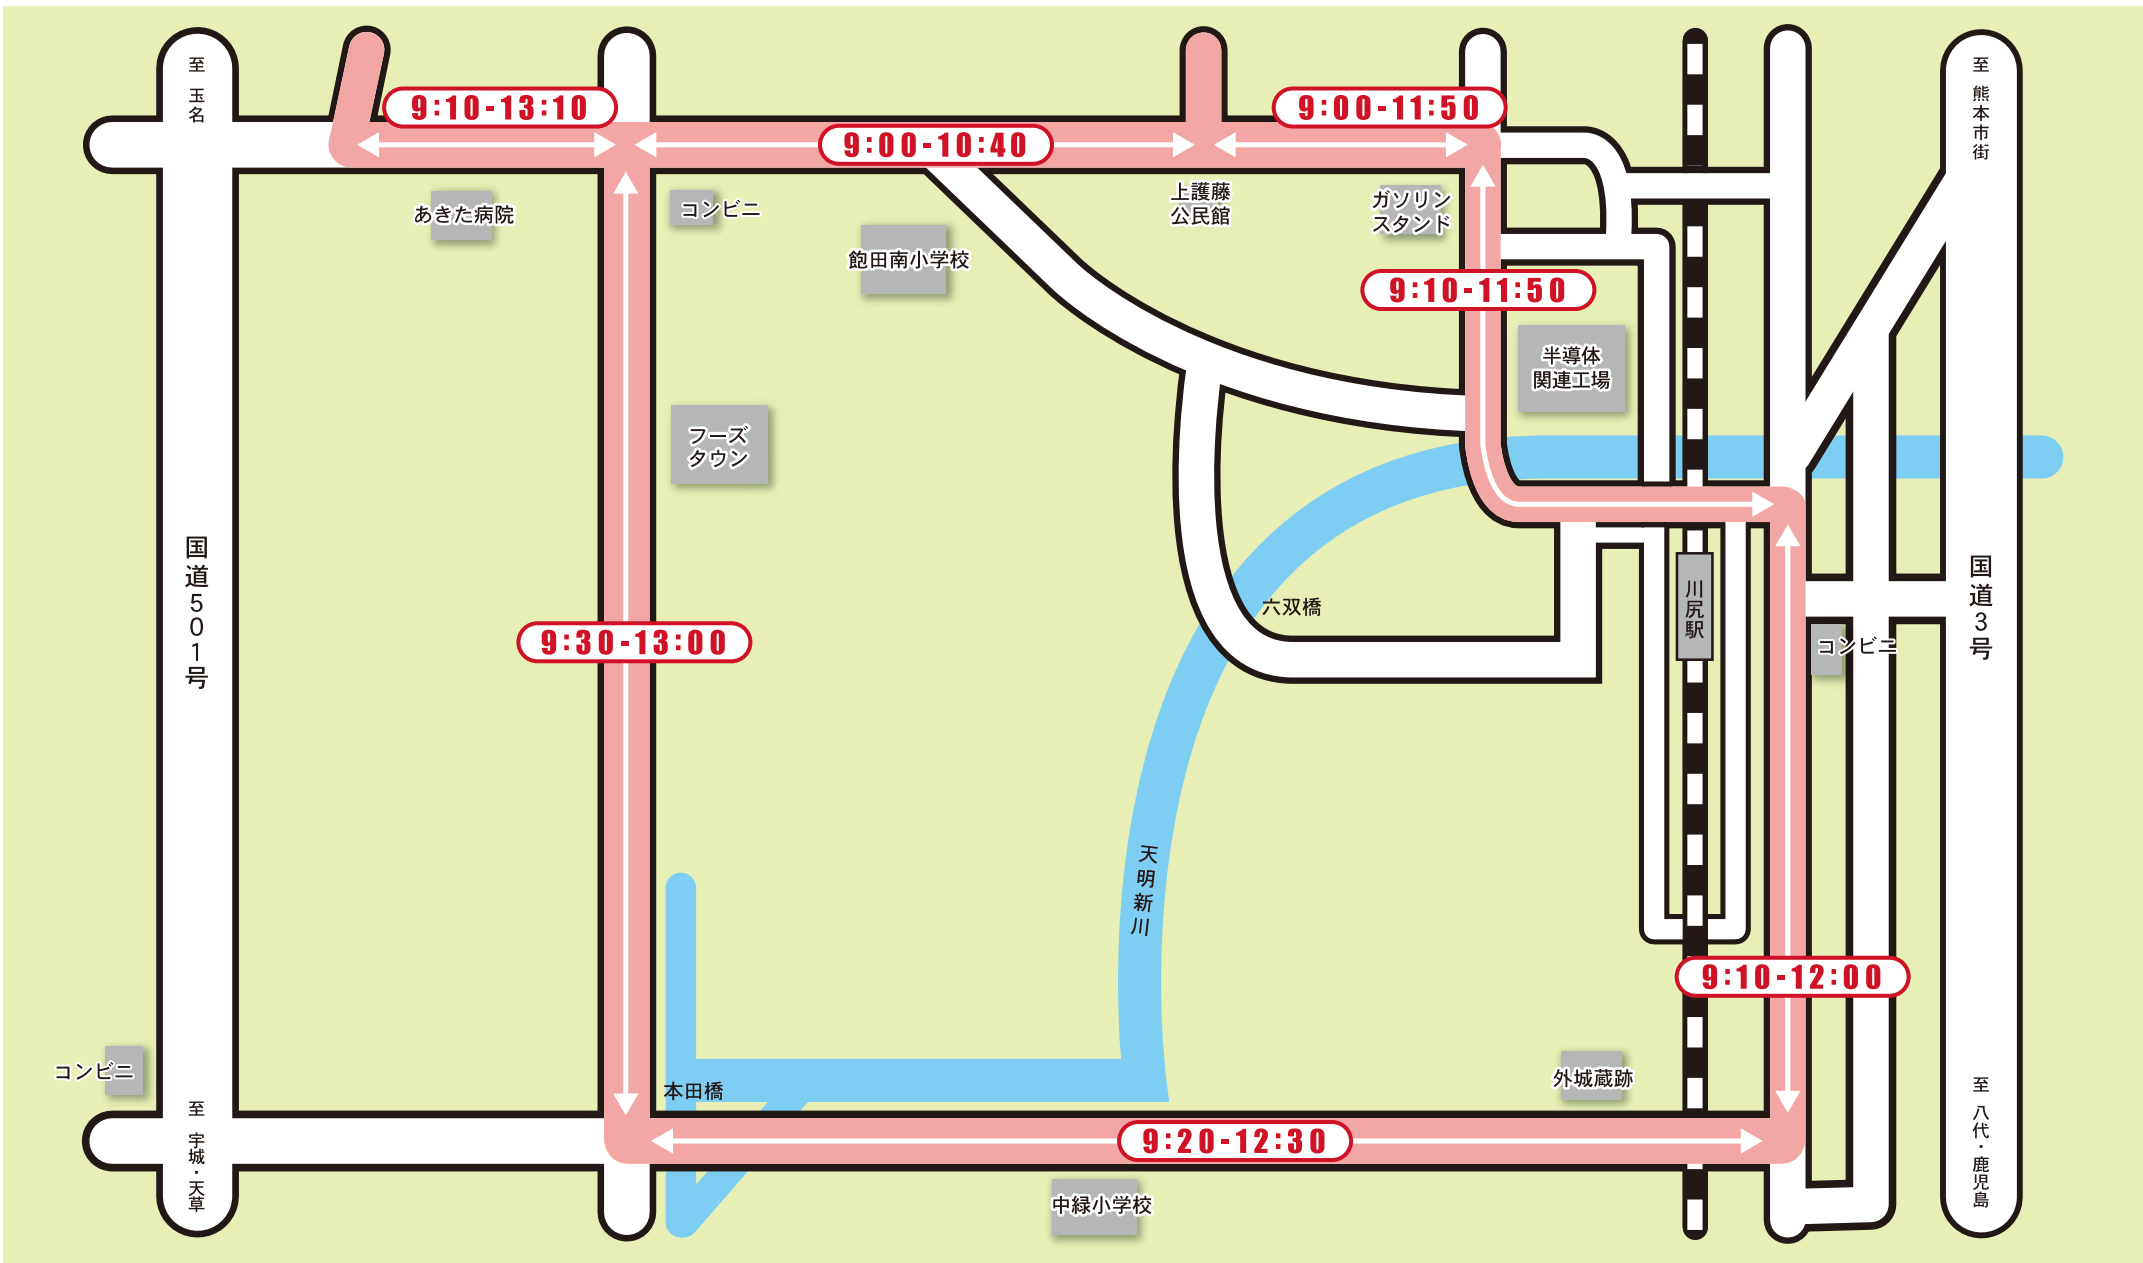 至 玉名
至 熊本市街
9:10-13:10
9:00-11:50
9:00-10:40
あきた病院
コンビニ
上護藤
公民館
ガソリン
スタンド
飽田南小学校
9:10-11:50
半導体
関連工場
フーズ
タウン
国道501号
国道3号
六双橋
川尻駅
9:30-13:00
コンビニ
天明新川
9:10-12:00
コンビニ
本田橋
外城蔵跡
至 宇城・天草
至 八代・鹿児島
9:20-12:30
中緑小学校